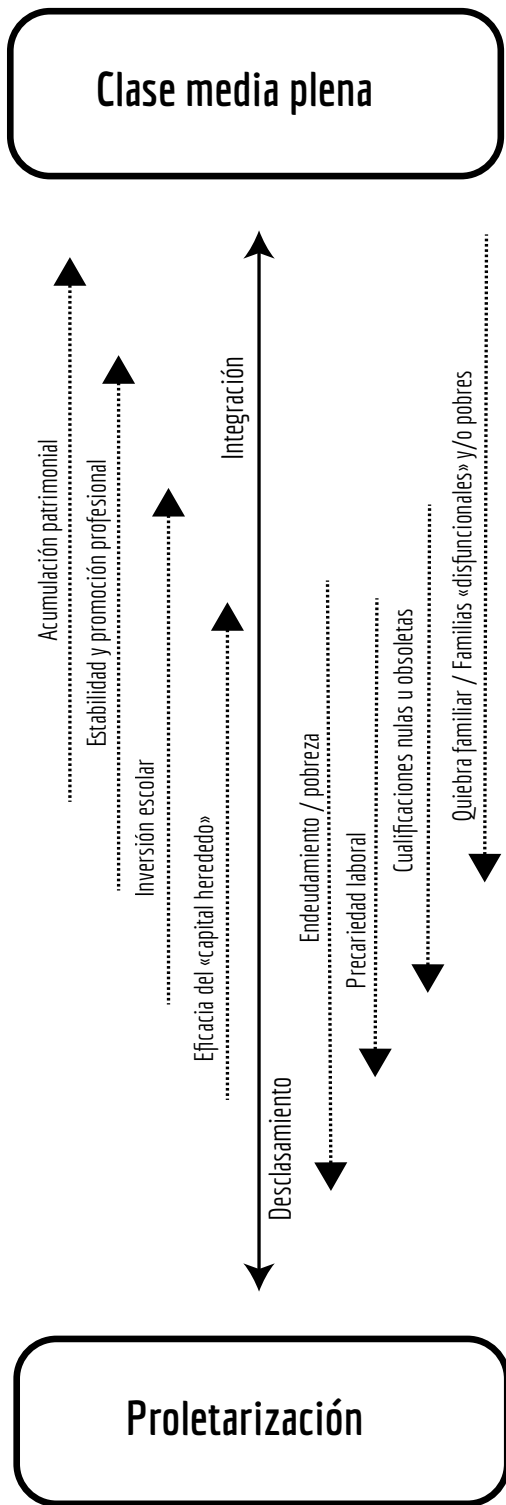 Clase media plena
Acumulación patrimonial
Estabilidad y promoción profesional
Inversión escolar
Eficacia del «capital herededo»
Integración
Desclasamiento
Endeudamiento / pobreza
Precariedad laboral
Cualificaciones nulas u obsoletas
Quiebra familiar / Familias «disfuncionales» y/o pobres
Proletarización